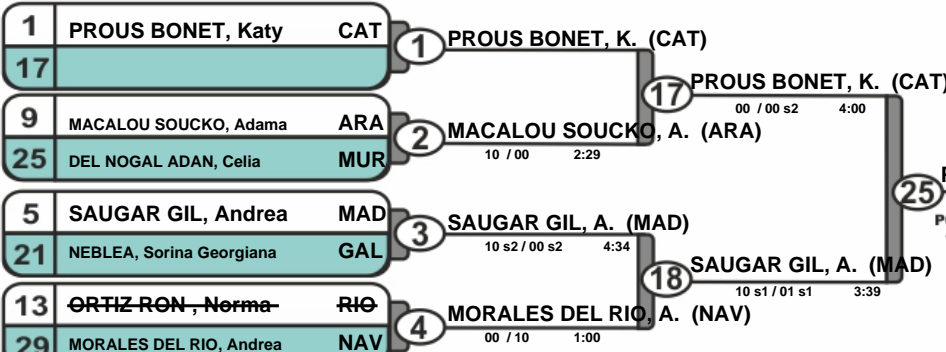 1 PROUS BONET, Katy CAT
17
9 MACALOU SOUCKO, Adama ARA
25 DEL NOGAL ADAN, Celia MUR
5 SAUGAR GIL, Andrea MAD
21 NEBLEA, Sorina Georgiana GAL
13 ORTIZ RON , Norma RIO
29 MORALES DEL RIO, Andrea NAV
1 PROUS BONET, K. (CAT)
2 MACALOU SOUCKO, A. (ARA)
10 / 00 2:29
3 SAUGAR GIL, A. (MAD)
10 s2 / 00 s2 4:34
4 MORALES DEL RIO, A. (NAV)
00 / 10 1:00
17 PROUS BONET, K. (CAT)
00 / 00 s2 4:00
18 SAUGAR GIL, A. (MAD)
10 s1 / 01 s1 3:39
25